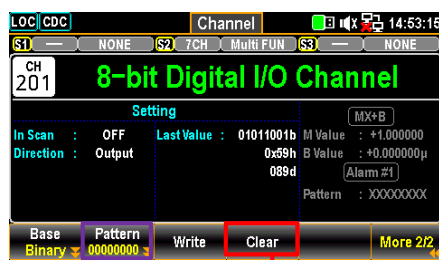 LOC CDC Channel 14:53:15
S1 — NONE S2 7CH Multi FUN S3 — NONE
CH 201 8-bit Digital I/O Channel
Setting MX+B
In Scan : OFF Last Value : 01011001b M Value : +1.000000
Direction : Output 0x59h B Value : +0.000000µ
089d Alarm #1
Pattern : XXXXXXXX
Base Pattern Write Clear More 2/2
Binary 00000000